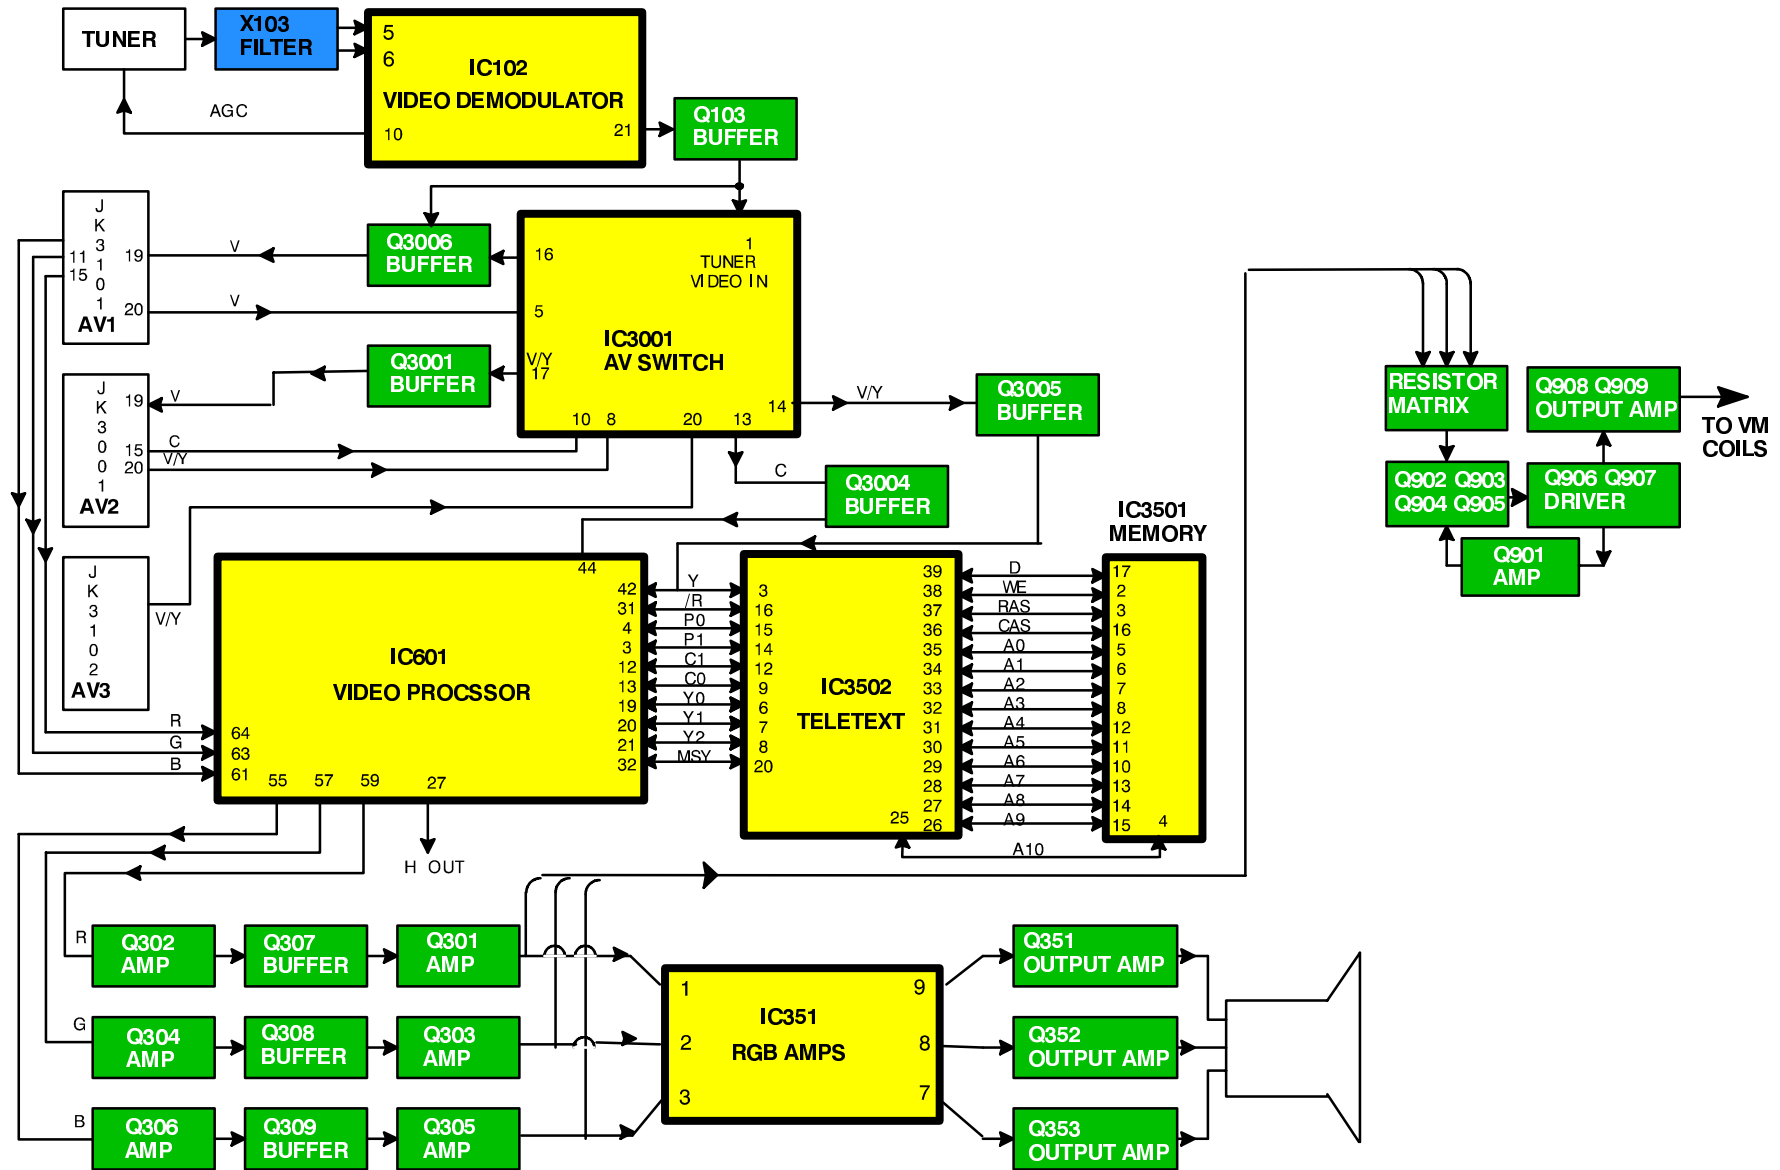 TUNER
X103
FILTER
5
6
IC102
VIDEO DEMODULATOR
10
21
AGC
Q103
BUFFER
J
K
3
1
0
1
11
15
19
20
AV1
V
V
Q3006
BUFFER
16
1
TUNER
VIDEO IN
5
IC3001
AV SWITCH
V/Y
17
10
8
20
13
14
Q3001
BUFFER
V
J
K
3
0
0
1
19
15
20
AV2
C
V/Y
V/Y
Q3005
BUFFER
C
Q3004
BUFFER
J
K
3
1
0
2
AV3
V/Y
44
42
31
4
3
12
13
19
20
21
32
IC601
VIDEO PROCSSOR
64
63
61
55
57
59
27
R
G
B
H OUT
Y
/R
P0
P1
C1
C0
Y0
Y1
Y2
MSY
3
16
15
14
12
9
6
7
8
20
IC3502
TELETEXT
39
38
37
36
35
34
33
32
31
30
29
28
27
26
25
D
WE
RAS
CAS
A0
A1
A2
A3
A4
A5
A6
A7
A8
A9
A10
IC3501
MEMORY
17
2
3
16
5
6
7
8
12
11
10
13
14
15
4
RESISTOR
MATRIX
Q908 Q909
OUTPUT AMP
TO VM
COILS
Q902 Q903
Q904 Q905
Q906 Q907
DRIVER
Q901
AMP
R
Q302
AMP
Q307
BUFFER
Q301
AMP
G
Q304
AMP
Q308
BUFFER
Q303
AMP
B
Q306
AMP
Q309
BUFFER
Q305
AMP
1
2
3
IC351
RGB AMPS
9
8
7
Q351
OUTPUT AMP
Q352
OUTPUT AMP
Q353
OUTPUT AMP